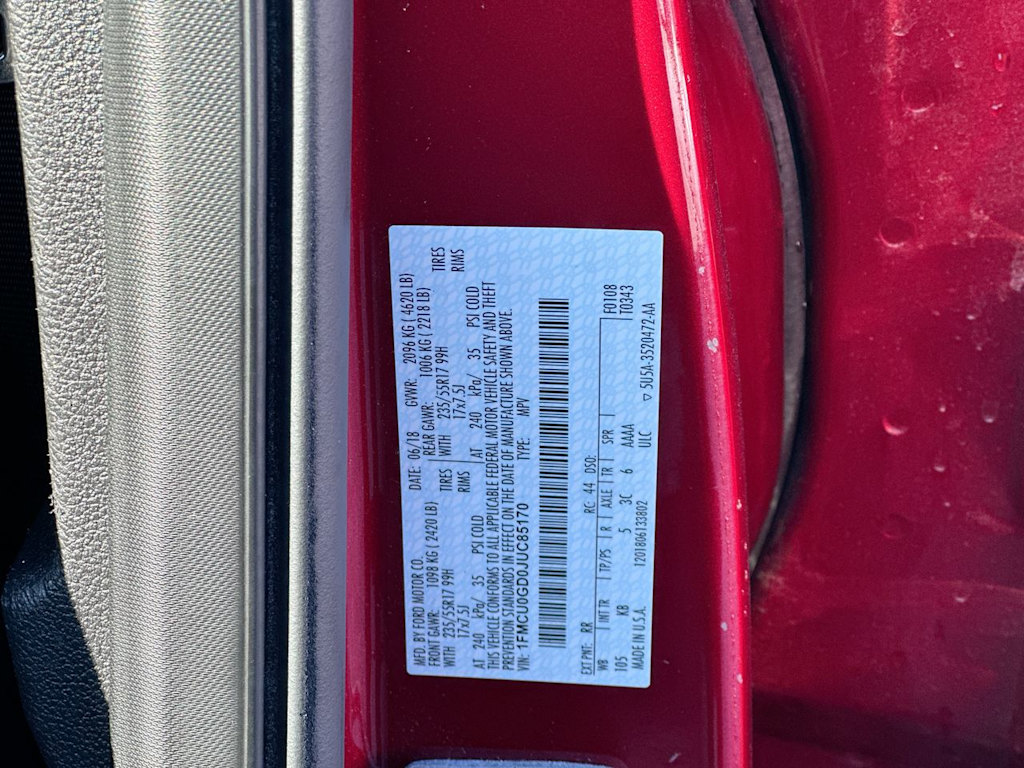 MFD. BY FORD MOTOR CO. DATE: 06/18 GVWR: 2096 KG ( 4620 LB)
FRONT GAWR: 1098 KG ( 2420 LB) REAR GAWR: 1006 KG ( 2218 LB)
WITH 235/55R17 99H TIRES WITH 235/55R17 99H TIRES
17x7.5J RIMS 17x7.5J RIMS
AT 240 kPa/ 35 PSI COLD AT 240 kPa/ 35 PSI COLD
THIS VEHICLE CONFORMS TO ALL APPLICABLE FEDERAL MOTOR VEHICLE SAFETY AND THEFT
PREVENTION STANDARDS IN EFFECT ON THE DATE OF MANUFACTURE SHOWN ABOVE.
VIN: 1FMCU0GD0JUC85170 TYPE: MPV
EXT PNT: RR RC: 44 DSO: F0108
WB INT TR TP/PS R AXLE TR SPR T0343
105 KB 5 3C 6 AAAA
MADE IN U.S.A. 1201806133802 ULC ▽ 5U5A-3520472-AA